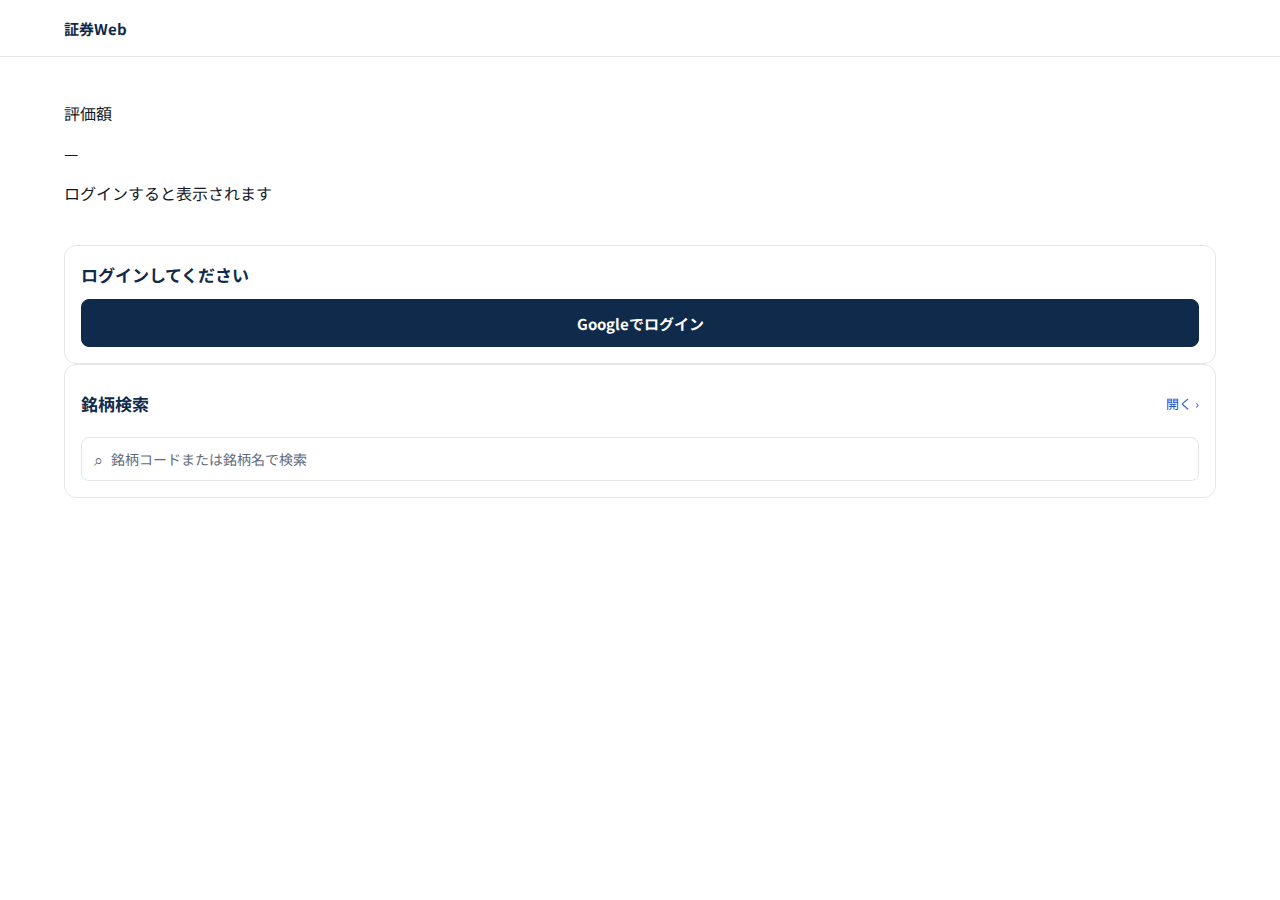 証券Web
評価額
—
ログインすると表示されます
ログインしてください
Googleでログイン
銘柄検索
開く ›
⌕ 銘柄コードまたは銘柄名で検索